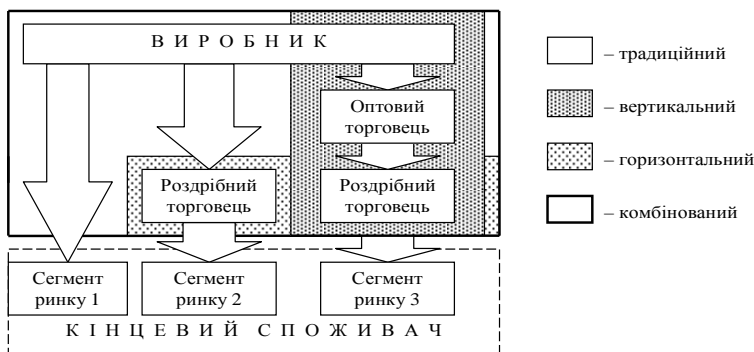 В И Р О Б Н И К
Оптовий
торговець
Роздрібний
торговець
Роздрібний
торговець
Сегмент
ринку 1
Сегмент
ринку 2
Сегмент
ринку 3
К І Н Ц Е В И Й С П О Ж И В А Ч
– традиційний
– вертикальний
– горизонтальний
– комбінований